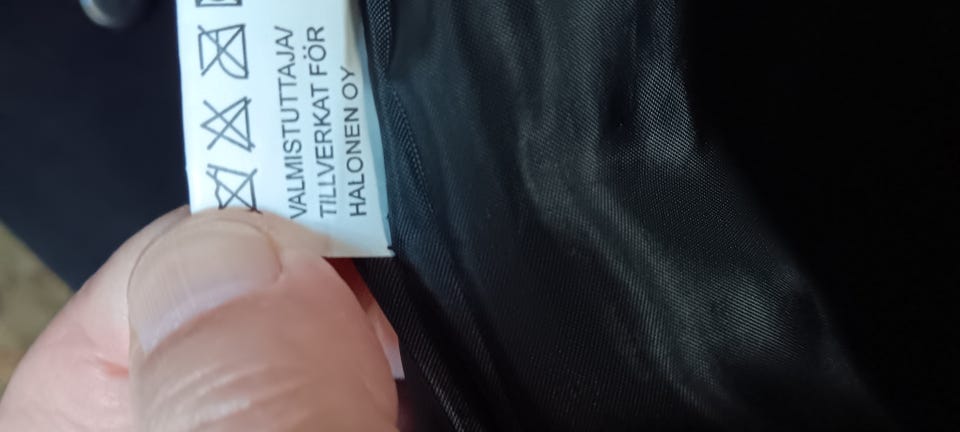 VALMISTUTTAJA/
TILLVERKAT FÖR
HALONEN OY